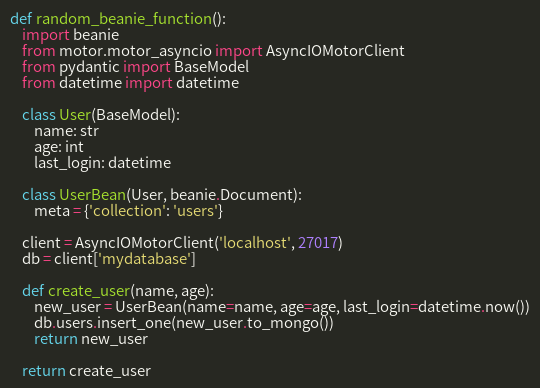 def random_beanie_function():
    import beanie
    from motor.motor_asyncio import AsyncIOMotorClient
    from pydantic import BaseModel
    from datetime import datetime

    class User(BaseModel):
        name: str
        age: int
        last_login: datetime

    class UserBean(User, beanie.Document):
        meta = {'collection': 'users'}

    client = AsyncIOMotorClient('localhost', 27017)
    db = client['mydatabase']

    def create_user(name, age):
        new_user = UserBean(name=name, age=age, last_login=datetime.now())
        db.users.insert_one(new_user.to_mongo())
        return new_user

    return create_user